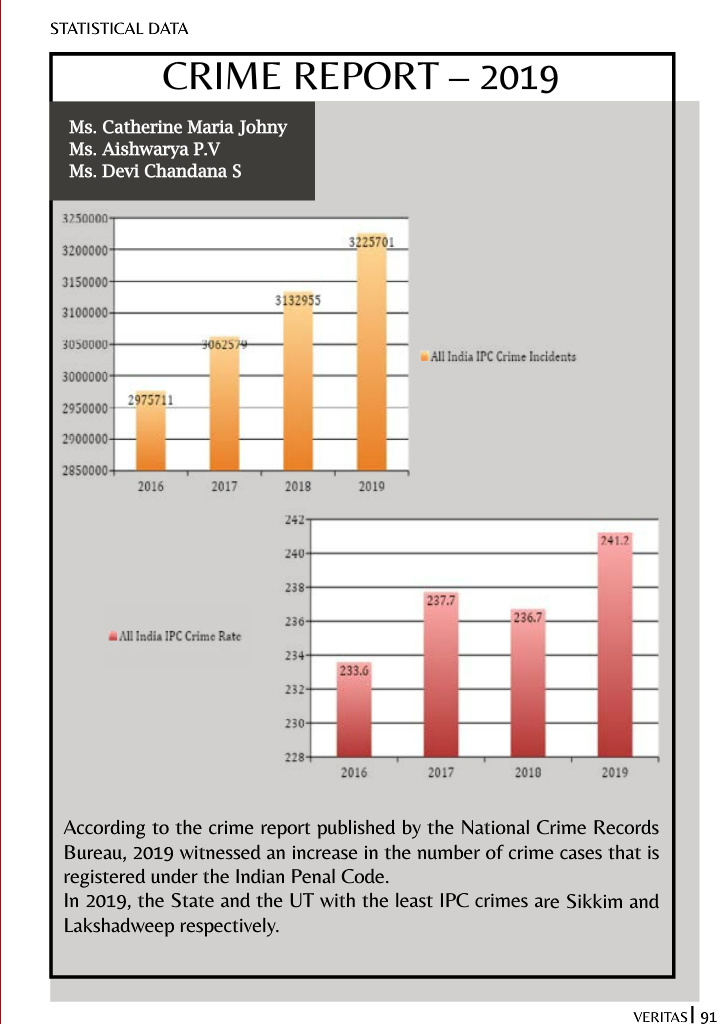 STATISTICAL DATA
CRIME REPORT – 2019
Ms. Catherine Maria Johny
Ms. Aishwarya P.V
Ms. Devi Chandana S
3250000
3200000
3150000
3100000
3050000
3000000
2950000
2900000
2850000
2975711
3062579
3132955
3225701
2016 2017 2018 2019
All India IPC Crime Incidents
242
240
238
236
234
232
230
228
233.6
237.7
236.7
241.2
2016 2017 2018 2019
All India IPC Crime Rate
According to the crime report published by the National Crime Records
Bureau, 2019 witnessed an increase in the number of crime cases that is
registered under the Indian Penal Code.
In 2019, the State and the UT with the least IPC crimes are Sikkim and
Lakshadweep respectively.
VERITAS 91